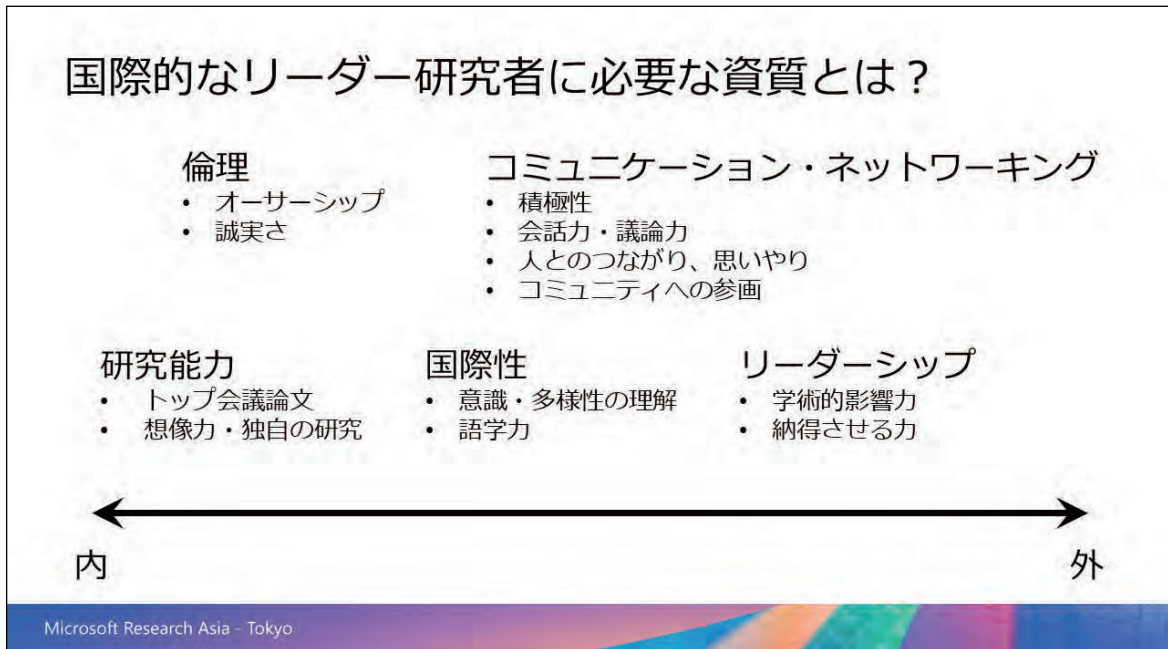 国際的なリーダー研究者に必要な資質とは？
倫理
• オーサーシップ
• 誠実さ
コミュニケーション・ネットワーキング
• 積極性
• 会話力・議論力
• 人とのつながり、思いやり
• コミュニティへの参画
研究能力
• トップ会議論文
• 想像力・独自の研究
国際性
• 意識・多様性の理解
• 語学力
リーダーシップ
• 学術的影響力
• 納得させる力
内
外
Microsoft Research Asia - Tokyo